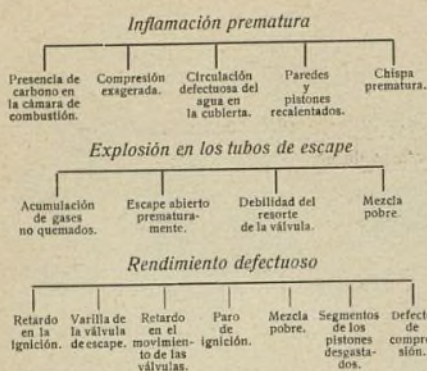 Inflamación prematura
Presencia de carbono en la cámara de combustión.
Compresión exagerada.
Circulación defectuosa del agua en la cubierta.
Paredes y pistones recalentados.
Chispa prematura.
Explosión en los tubos de escape
Acumulación de gases no quemados.
Escape abierto prematura-mente.
Debilidad del resorte de la válvula.
Mezcla pobre.
Rendimiento defectuoso
Retardo en la ignición.
Varilla de la válvula de escape.
Retardo en el movimien-to de las válvulas.
Paro de ignición.
Mezcla pobre.
Segmentos de los pistones desgasta-dos.
Defecto de compre-sión.